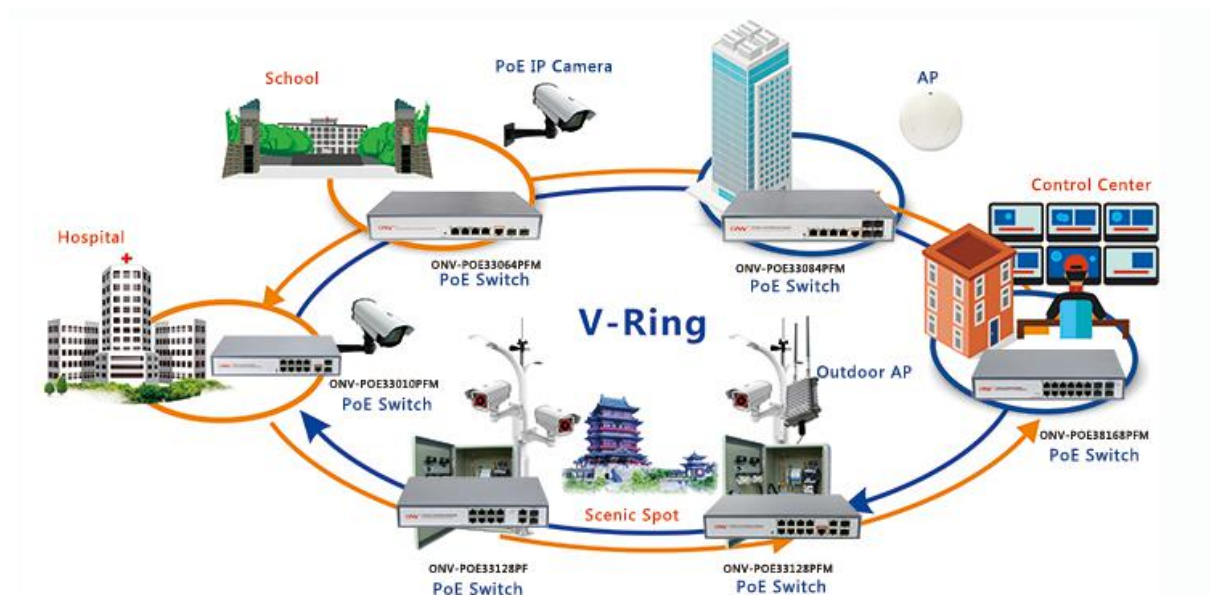 School
PoE IP Camera
AP
Control Center
Hospital
ONV-POE33064PFM
PoE Switch
ONV-POE33084PFM
PoE Switch
V-Ring
Outdoor AP
ONV-POE33010PFM
PoE Switch
ONV-POE38168PFM
PoE Switch
Scenic Spot
ONV-POE33128PF
PoE Switch
ONV-POE33128PFM
PoE Switch